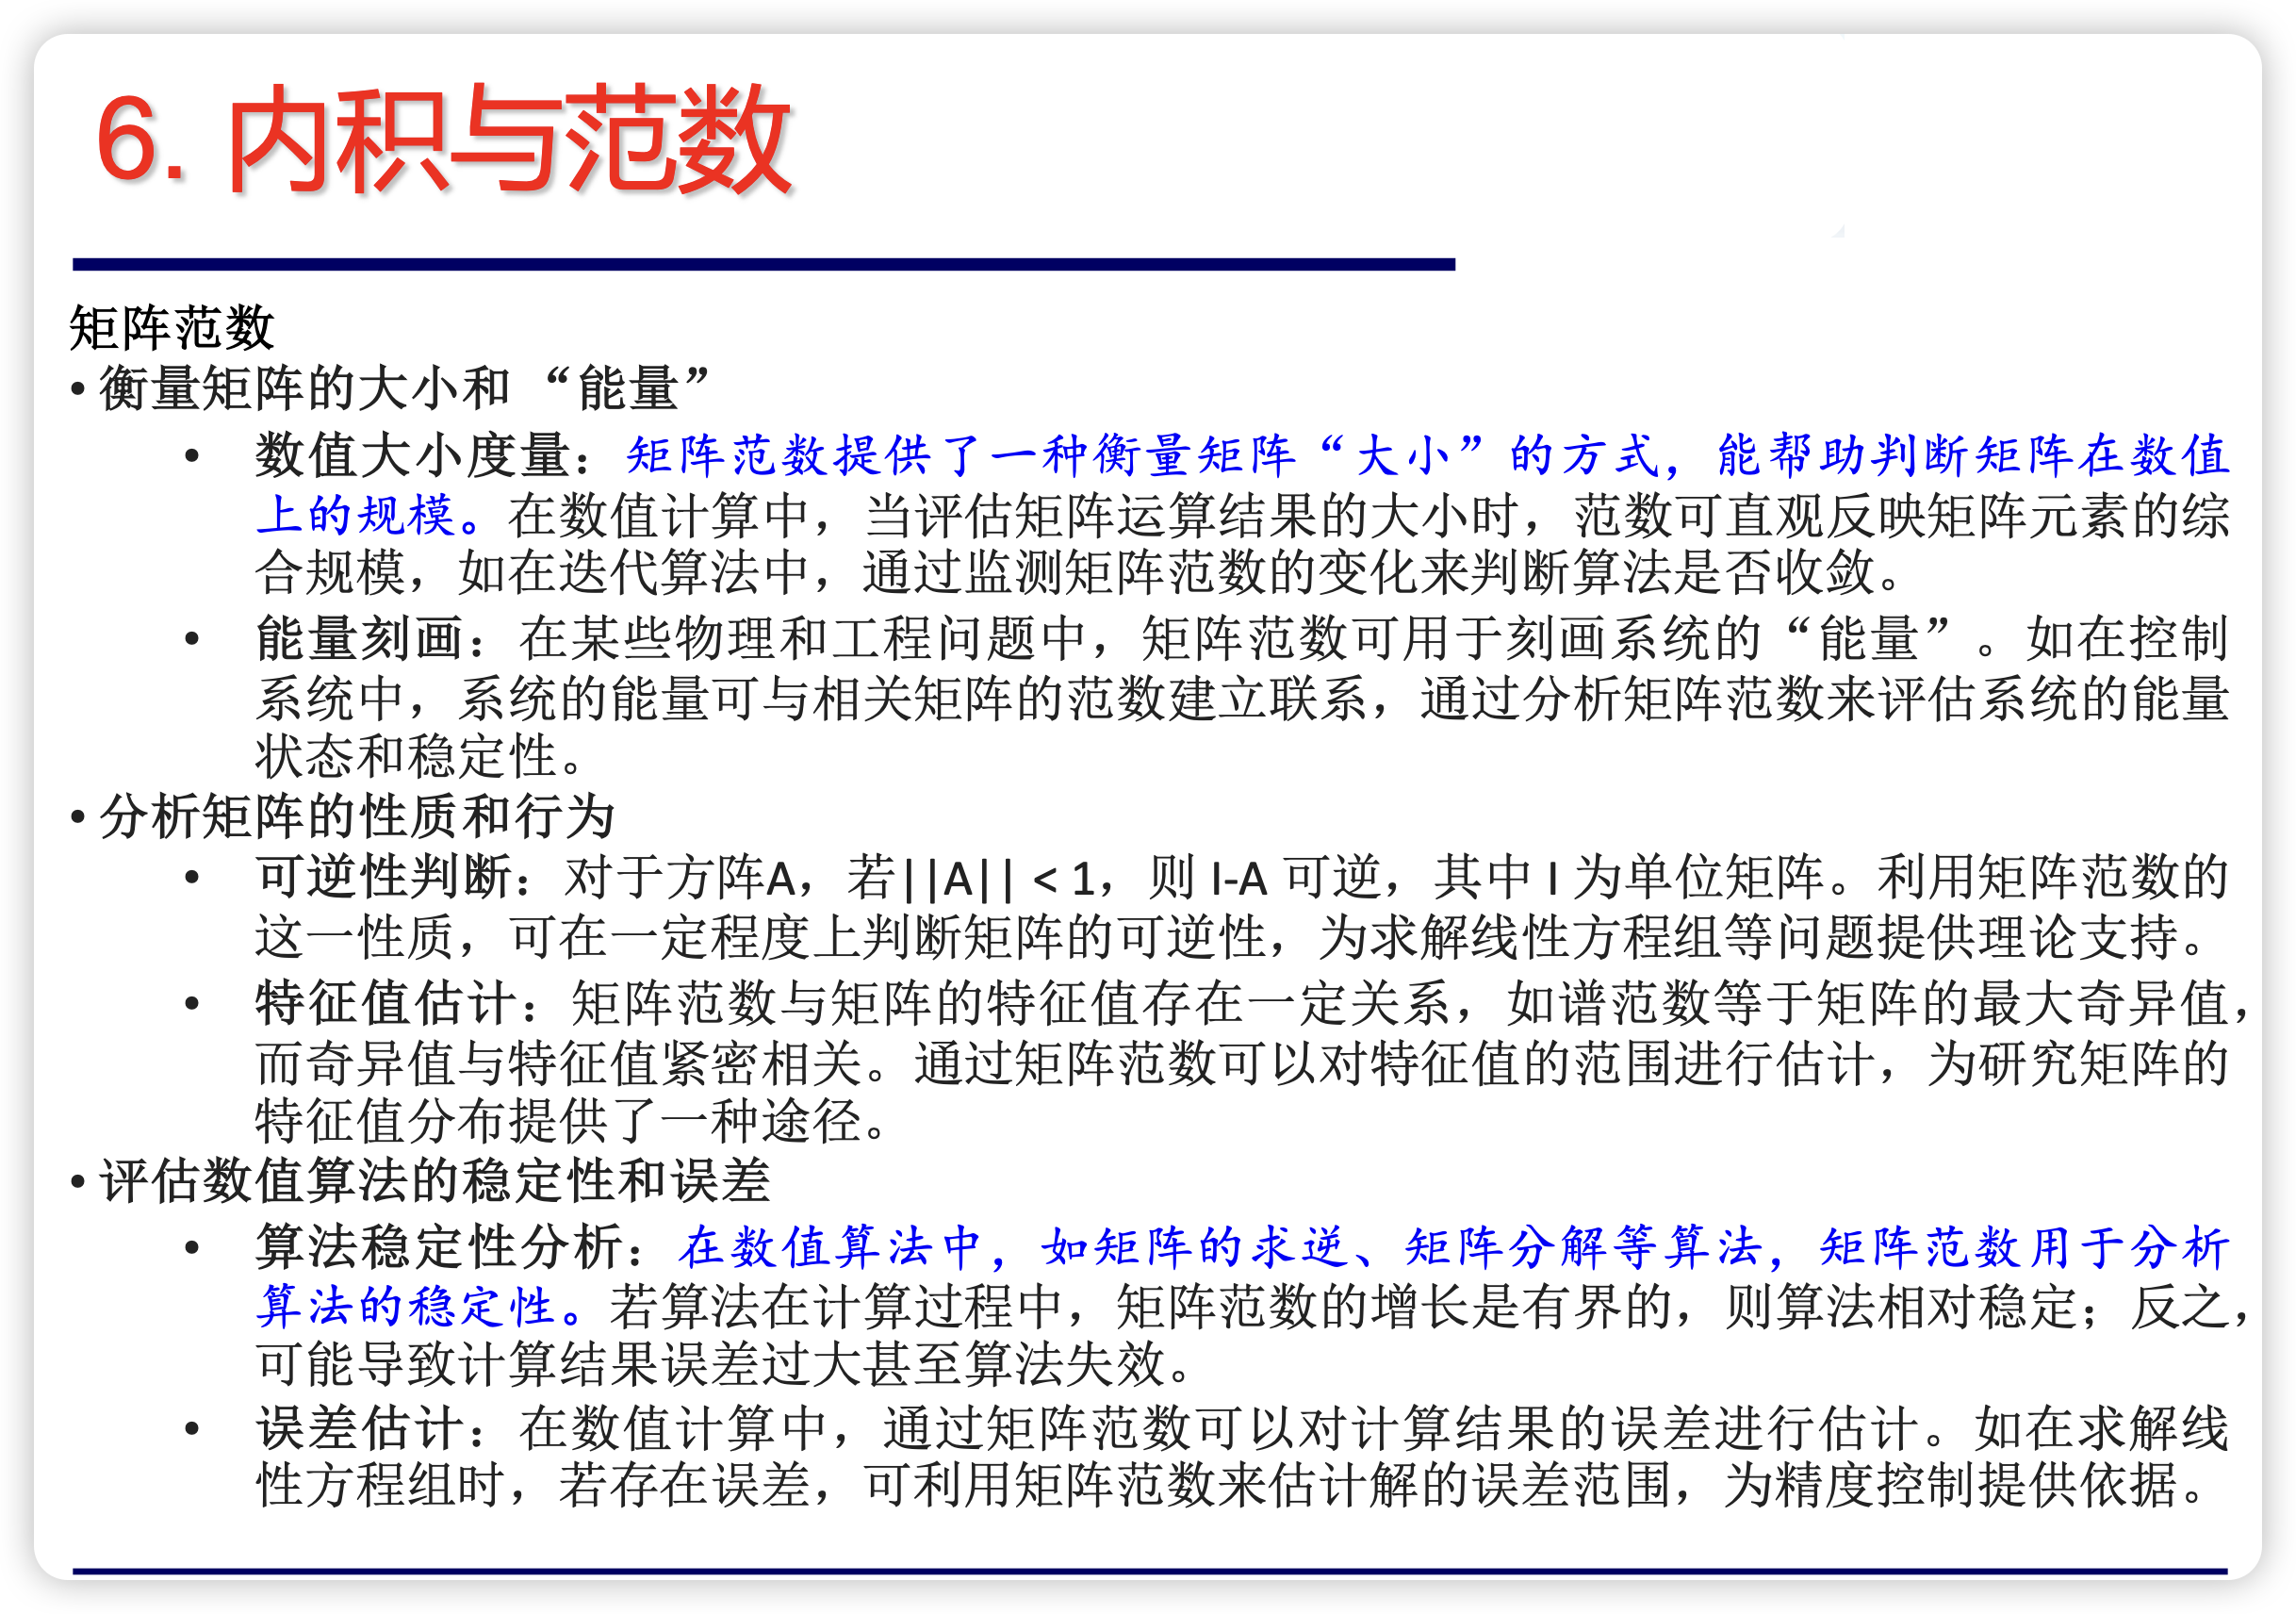 6. 内积与范数
矩阵范数
• 衡量矩阵的大小和 “能量”
• 数值大小度量：矩阵范数提供了一种衡量矩阵“大小”的方式，能帮助判断矩阵在数值
上的规模。在数值计算中，当评估矩阵运算结果的大小时，范数可直观反映矩阵元素的综
合规模，如在迭代算法中，通过监测矩阵范数的变化来判断算法是否收敛。
• 能量刻画：在某些物理和工程问题中，矩阵范数可用于刻画系统的“能量”。如在控制
系统中，系统的能量可与相关矩阵的范数建立联系，通过分析矩阵范数来评估系统的能量
状态和稳定性。
• 分析矩阵的性质和行为
• 可逆性判断：对于方阵A，若||A|| < 1，则 I-A 可逆，其中 I 为单位矩阵。利用矩阵范数的
这一性质，可在一定程度上判断矩阵的可逆性，为求解线性方程组等问题提供理论支持。
• 特征值估计：矩阵范数与矩阵的特征值存在一定关系，如谱范数等于矩阵的最大奇异值，
而奇异值与特征值紧密相关。通过矩阵范数可以对特征值的范围进行估计，为研究矩阵的
特征值分布提供了一种途径。
• 评估数值算法的稳定性和误差
• 算法稳定性分析：在数值算法中，如矩阵的求逆、矩阵分解等算法，矩阵范数用于分析
算法的稳定性。若算法在计算过程中，矩阵范数的增长是有界的，则算法相对稳定；反之，
可能导致计算结果误差过大甚至算法失效。
• 误差估计：在数值计算中，通过矩阵范数可以对计算结果的误差进行估计。如在求解线
性方程组时，若存在误差，可利用矩阵范数来估计解的误差范围，为精度控制提供依据。